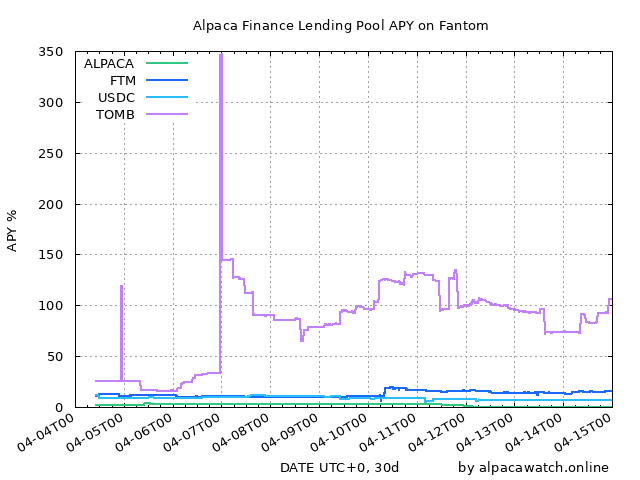 Alpaca Finance Lending Pool APY on Fantom
350
300
250
200
150
100
50
0
APY %
ALPACA
FTM
USDC
TOMB
04-04T00
04-05T00
04-06T00
04-07T00
04-08T00
04-09T00
04-10T00
04-11T00
04-12T00
04-13T00
04-14T00
04-15T00
DATE UTC+0, 30d by alpacawatch.online